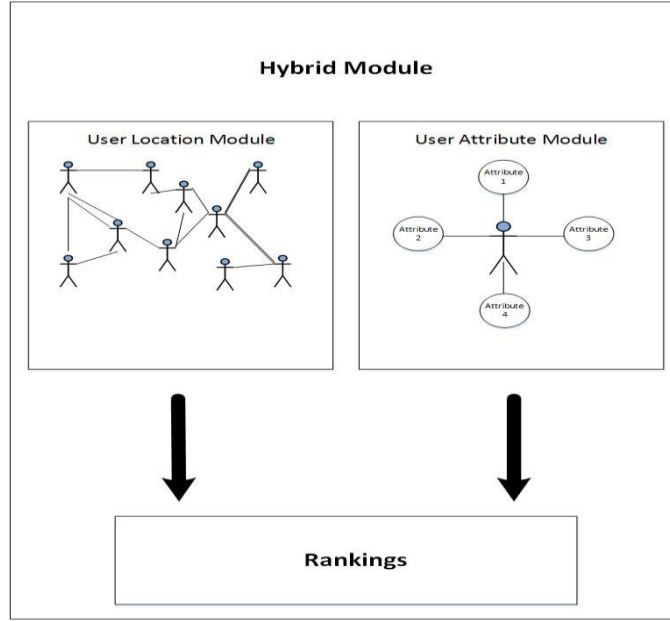 Hybrid Module
User Location Module
User Attribute Module
Attribute
1
Attribute
2
Attribute
3
Attribute
4
Rankings